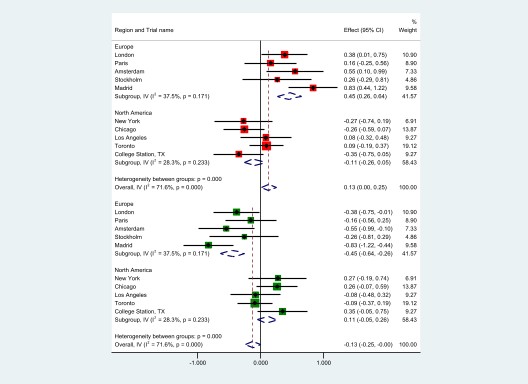 %
Region and Trial name Effect (95% CI) Weight
Europe
London 0.38 (0.01, 0.75) 10.90
Paris 0.16 (-0.25, 0.56) 8.90
Amsterdam 0.55 (0.10, 0.99) 7.33
Stockholm 0.26 (-0.29, 0.81) 4.86
Madrid 0.83 (0.44, 1.22) 9.58
Subgroup, IV (I² = 37.5%, p = 0.171) 0.45 (0.26, 0.64) 41.57
North America
New York -0.27 (-0.74, 0.19) 6.91
Chicago -0.26 (-0.59, 0.07) 13.87
Los Angeles 0.08 (-0.32, 0.48) 9.27
Toronto 0.09 (-0.19, 0.37) 19.12
College Station, TX -0.35 (-0.75, 0.05) 9.27
Subgroup, IV (I² = 28.3%, p = 0.233) -0.11 (-0.26, 0.05) 58.43
Heterogeneity between groups: p = 0.000
Overall, IV (I² = 71.6%, p = 0.000) 0.13 (0.00, 0.25) 100.00
Europe
London -0.38 (-0.75, -0.01) 10.90
Paris -0.16 (-0.56, 0.25) 8.90
Amsterdam -0.55 (-0.99, -0.10) 7.33
Stockholm -0.26 (-0.81, 0.29) 4.86
Madrid -0.83 (-1.22, -0.44) 9.58
Subgroup, IV (I² = 37.5%, p = 0.171) -0.45 (-0.64, -0.26) 41.57
North America
New York 0.27 (-0.19, 0.74) 6.91
Chicago 0.26 (-0.07, 0.59) 13.87
Los Angeles -0.08 (-0.48, 0.32) 9.27
Toronto -0.09 (-0.37, 0.19) 19.12
College Station, TX 0.35 (-0.05, 0.75) 9.27
Subgroup, IV (I² = 28.3%, p = 0.233) 0.11 (-0.05, 0.26) 58.43
Heterogeneity between groups: p = 0.000
Overall, IV (I² = 71.6%, p = 0.000) -0.13 (-0.25, -0.00) 100.00
-1.000 0.000 1.000